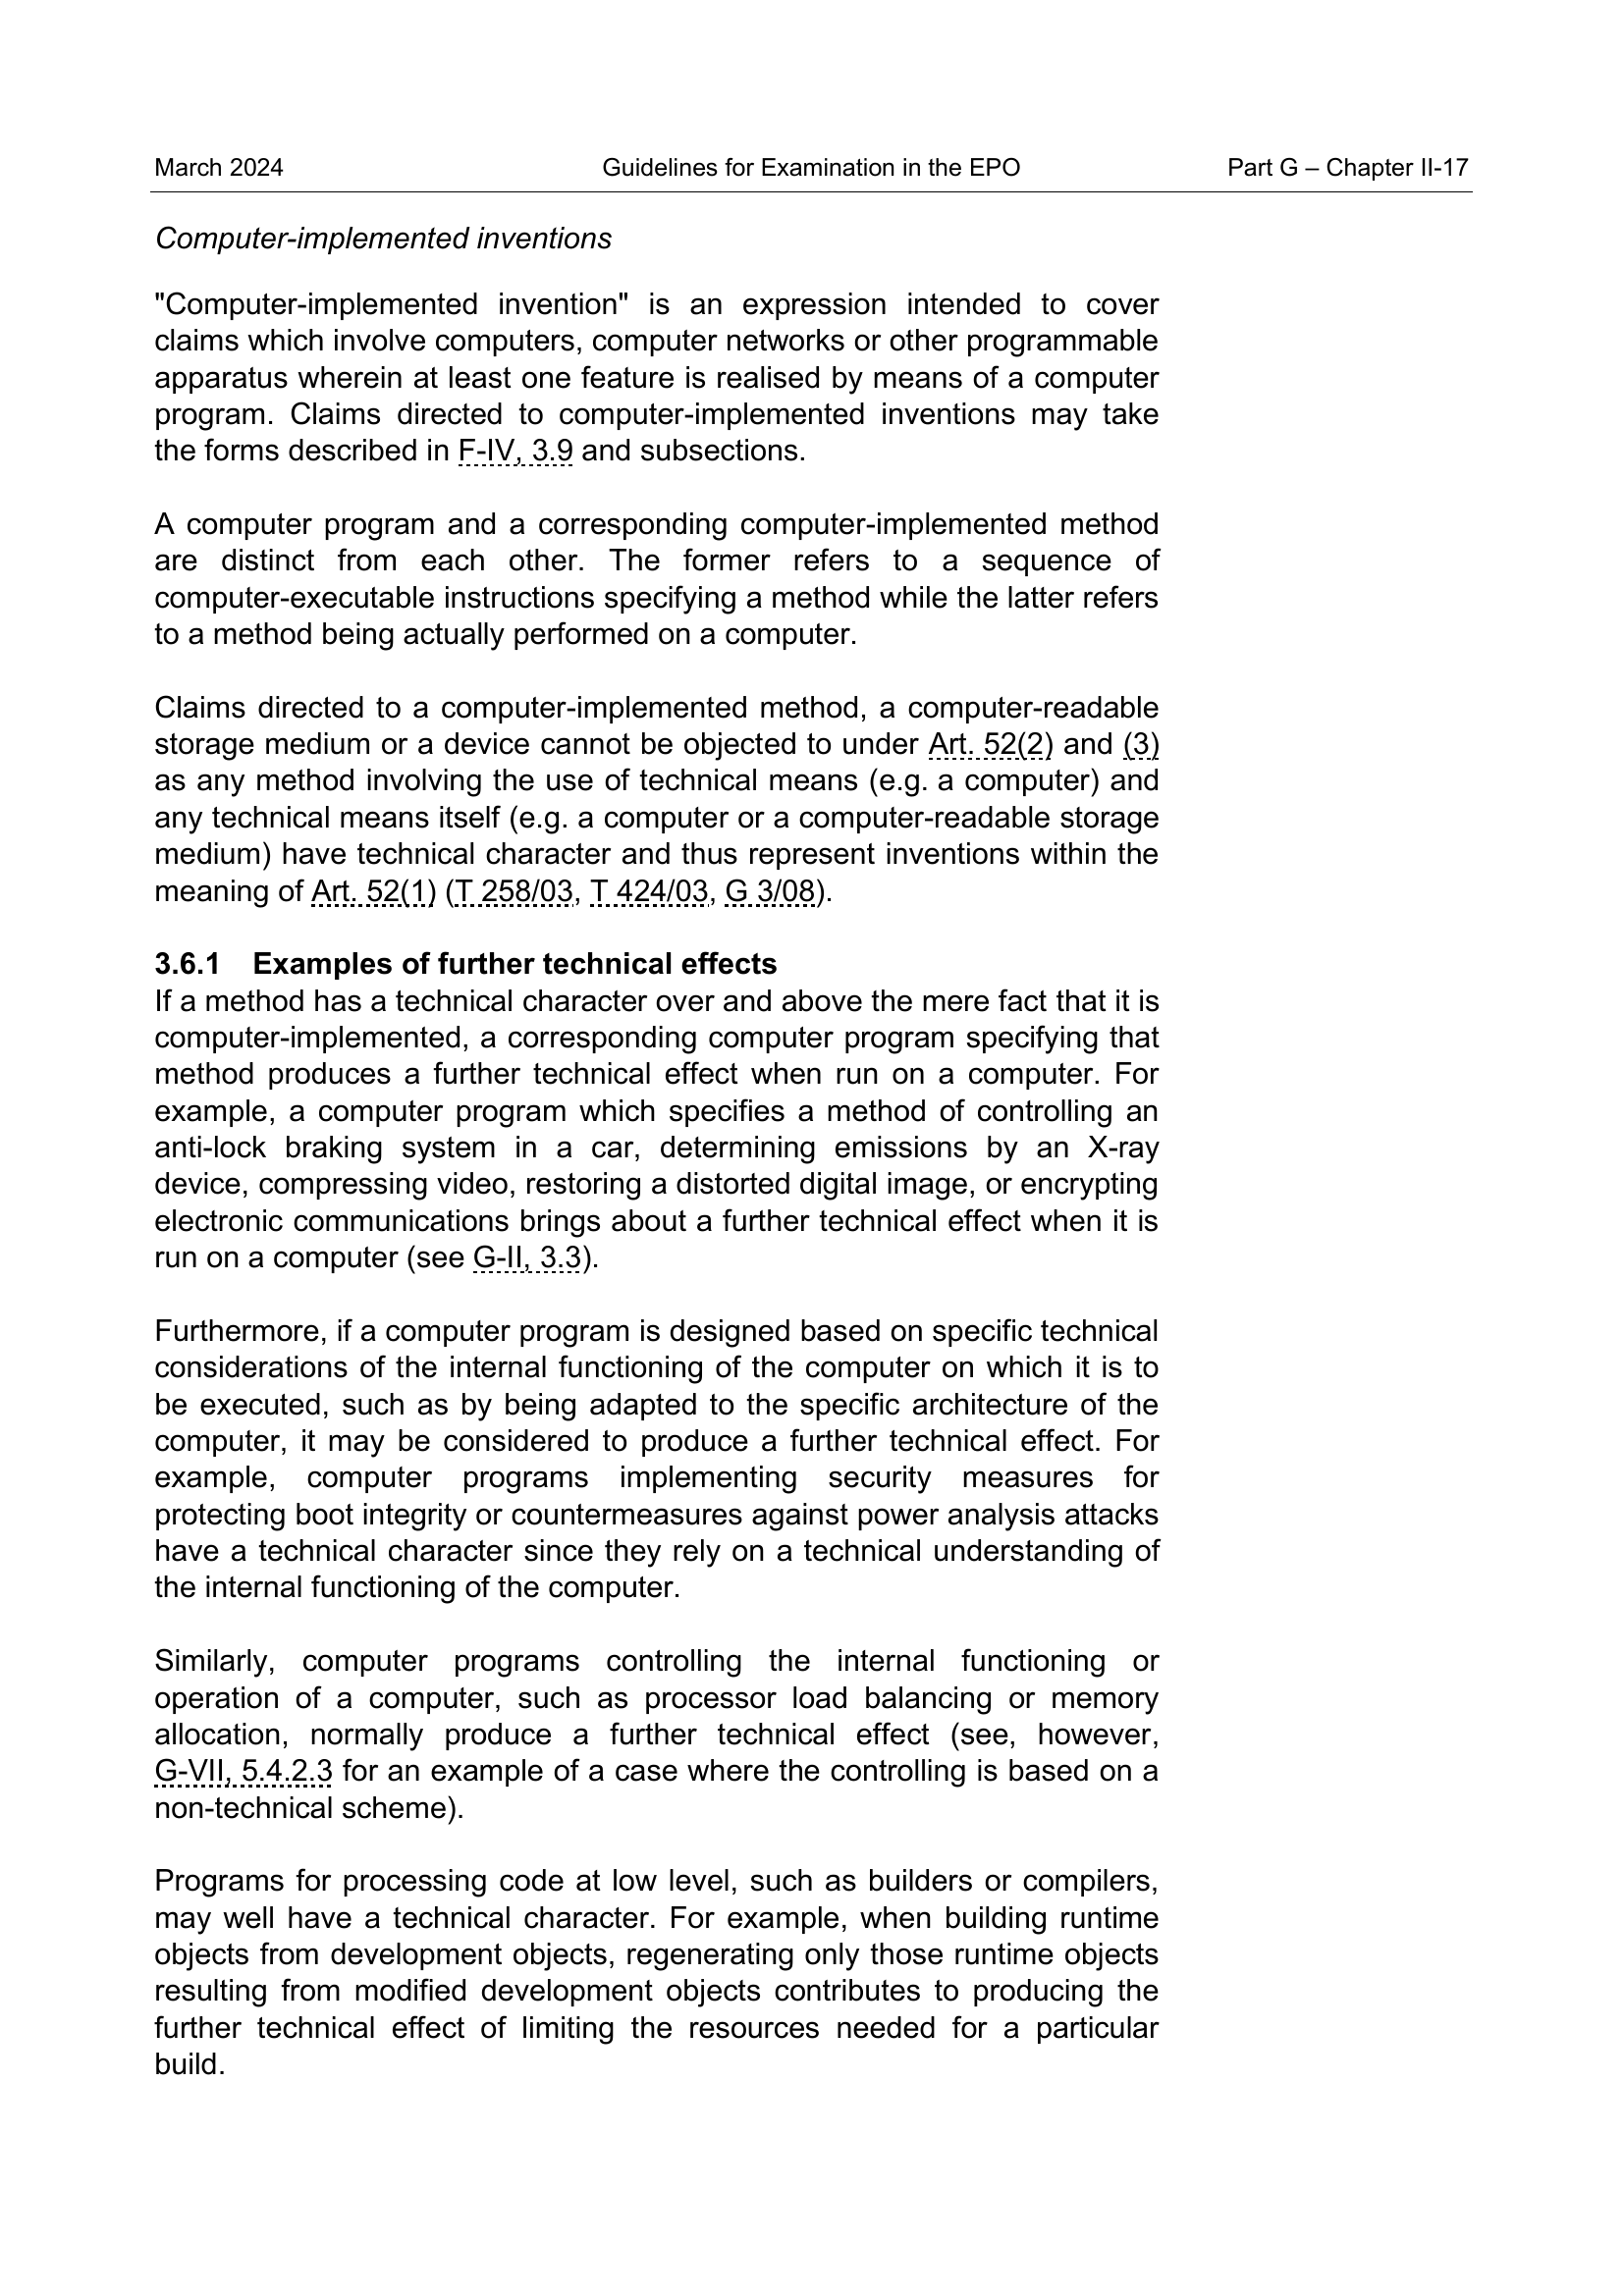 March 2024
Guidelines for Examination in the EPO
Part G – Chapter II-17
Computer-implemented inventions
"Computer-implemented invention" is an expression intended to cover
claims which involve computers, computer networks or other programmable
apparatus wherein at least one feature is realised by means of a computer
program. Claims directed to computer-implemented inventions may take
the forms described in F-IV, 3.9 and subsections.
A computer program and a corresponding computer-implemented method
are distinct from each other. The former refers to a sequence of
computer-executable instructions specifying a method while the latter refers
to a method being actually performed on a computer.
Claims directed to a computer-implemented method, a computer-readable
storage medium or a device cannot be objected to under Art. 52(2) and (3)
as any method involving the use of technical means (e.g. a computer) and
any technical means itself (e.g. a computer or a computer-readable storage
medium) have technical character and thus represent inventions within the
meaning of Art. 52(1) (T 258/03, T 424/03, G 3/08).
3.6.1 Examples of further technical effects
If a method has a technical character over and above the mere fact that it is
computer-implemented, a corresponding computer program specifying that
method produces a further technical effect when run on a computer. For
example, a computer program which specifies a method of controlling an
anti-lock braking system in a car, determining emissions by an X-ray
device, compressing video, restoring a distorted digital image, or encrypting
electronic communications brings about a further technical effect when it is
run on a computer (see G-II, 3.3).
Furthermore, if a computer program is designed based on specific technical
considerations of the internal functioning of the computer on which it is to
be executed, such as by being adapted to the specific architecture of the
computer, it may be considered to produce a further technical effect. For
example, computer programs implementing security measures for
protecting boot integrity or countermeasures against power analysis attacks
have a technical character since they rely on a technical understanding of
the internal functioning of the computer.
Similarly, computer programs controlling the internal functioning or
operation of a computer, such as processor load balancing or memory
allocation, normally produce a further technical effect (see, however,
G-VII, 5.4.2.3 for an example of a case where the controlling is based on a
non-technical scheme).
Programs for processing code at low level, such as builders or compilers,
may well have a technical character. For example, when building runtime
objects from development objects, regenerating only those runtime objects
resulting from modified development objects contributes to producing the
further technical effect of limiting the resources needed for a particular
build.